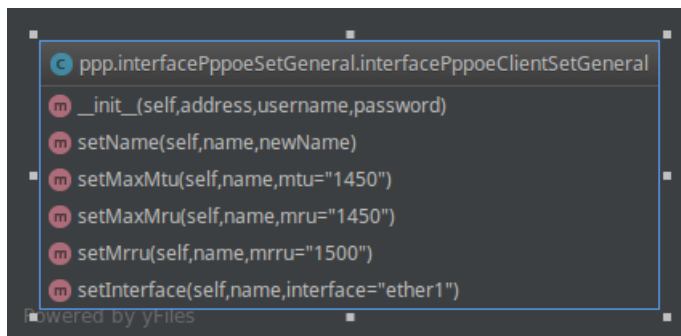 C ppp.interfacePppoeSetGeneral.interfacePppoeClientSetGeneral
m __init__(self,address,username,password)
m setName(self,name,newName)
m setMaxMtu(self,name,mtu="1450")
m setMaxMru(self,name,mru="1450")
m setMrru(self,name,mrru="1500")
m setInterface(self,name,interface="ether1")
Powered by yFiles